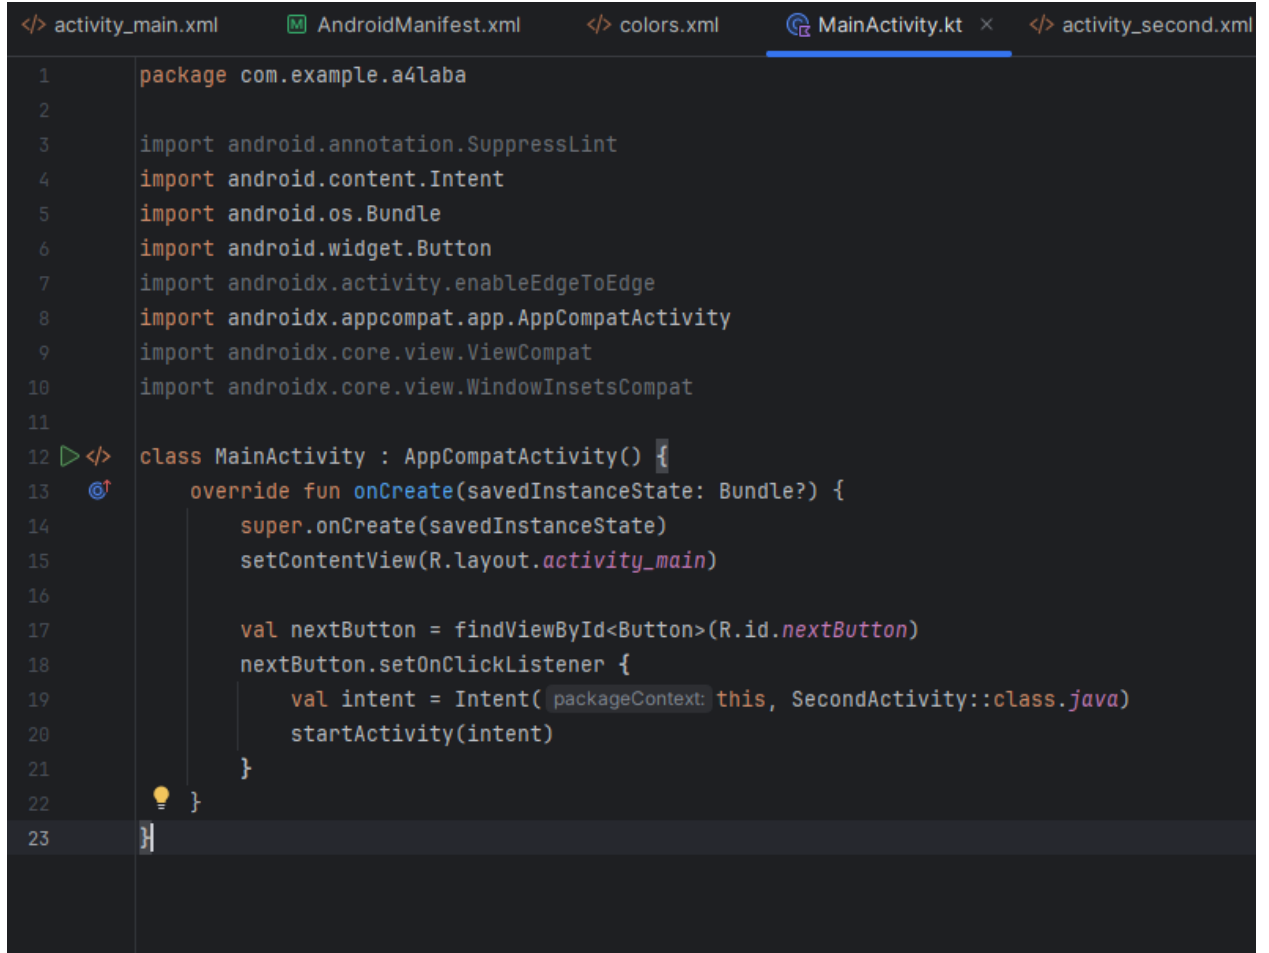 activity_main.xml AndroidManifest.xml colors.xml MainActivity.kt activity_second.xml
1 package com.example.a4laba
2
3 import android.annotation.SuppressLint
4 import android.content.Intent
5 import android.os.Bundle
6 import android.widget.Button
7 import androidx.activity.enableEdgeToEdge
8 import androidx.appcompat.app.AppCompatActivity
9 import androidx.core.view.ViewCompat
10 import androidx.core.view.WindowInsetsCompat
11
12 class MainActivity : AppCompatActivity() {
13     override fun onCreate(savedInstanceState: Bundle?) {
14         super.onCreate(savedInstanceState)
15         setContentView(R.layout.activity_main)
16
17         val nextButton = findViewById<Button>(R.id.nextButton)
18         nextButton.setOnClickListener {
19             val intent = Intent( packageContext: this, SecondActivity::class.java)
20             startActivity(intent)
21         }
22     }
23 }